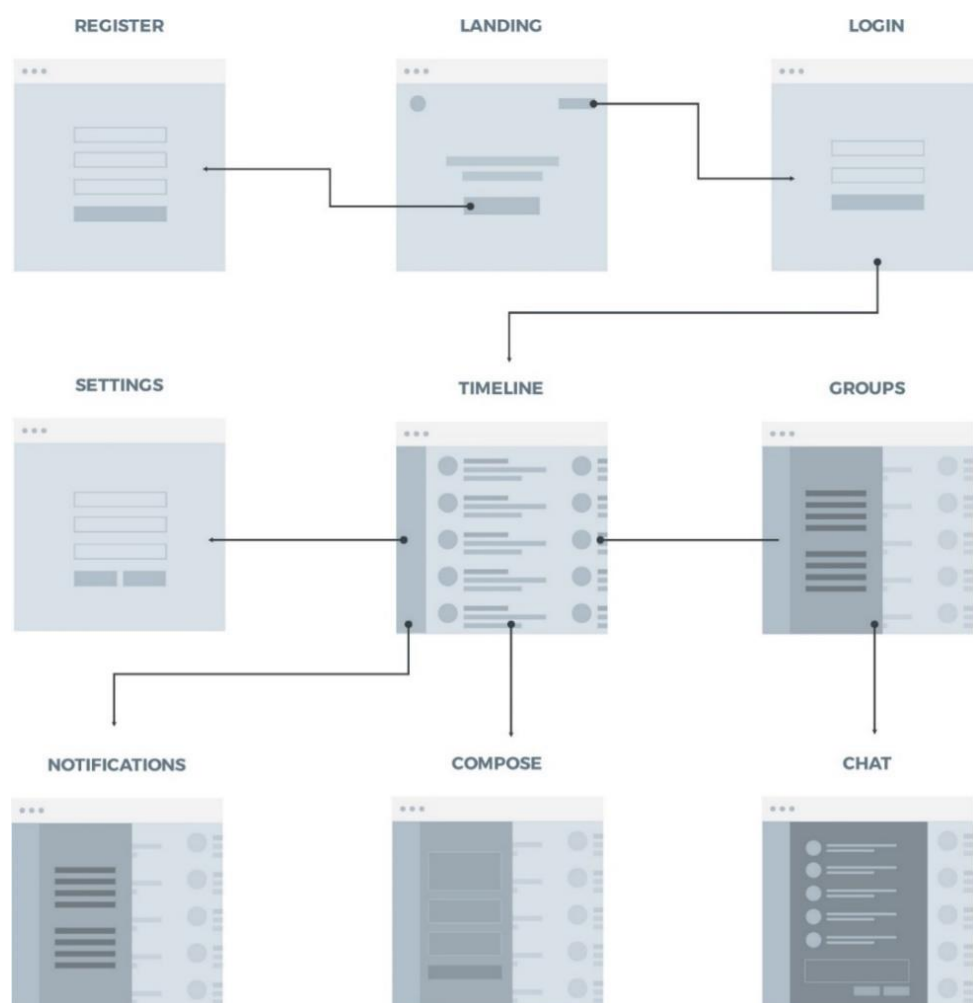 REGISTER
LANDING
LOGIN
SETTINGS
TIMELINE
GROUPS
NOTIFICATIONS
COMPOSE
CHAT